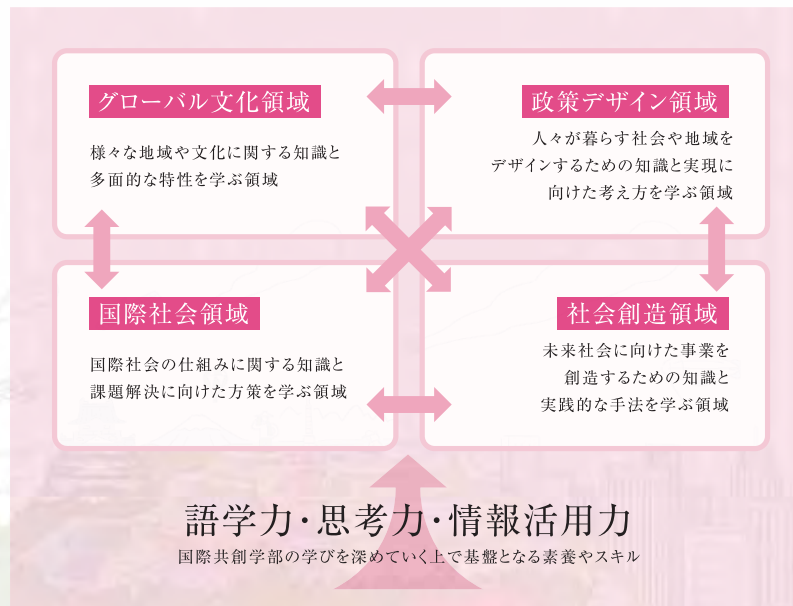 グローバル文化領域
様々な地域や文化に関する知識と
多面的な特性を学ぶ領域
政策デザイン領域
人々が暮らす社会や地域を
デザインするための知識と実現に
向けた考え方を学ぶ領域
国際社会領域
国際社会の仕組みに関する知識と
課題解決に向けた方策を学ぶ領域
社会創造領域
未来社会に向けた事業を
創造するための知識と
実践的な手法を学ぶ領域
語学力・思考力・情報活用力
国際共創学部の学びを深めていく上で基盤となる素養やスキル